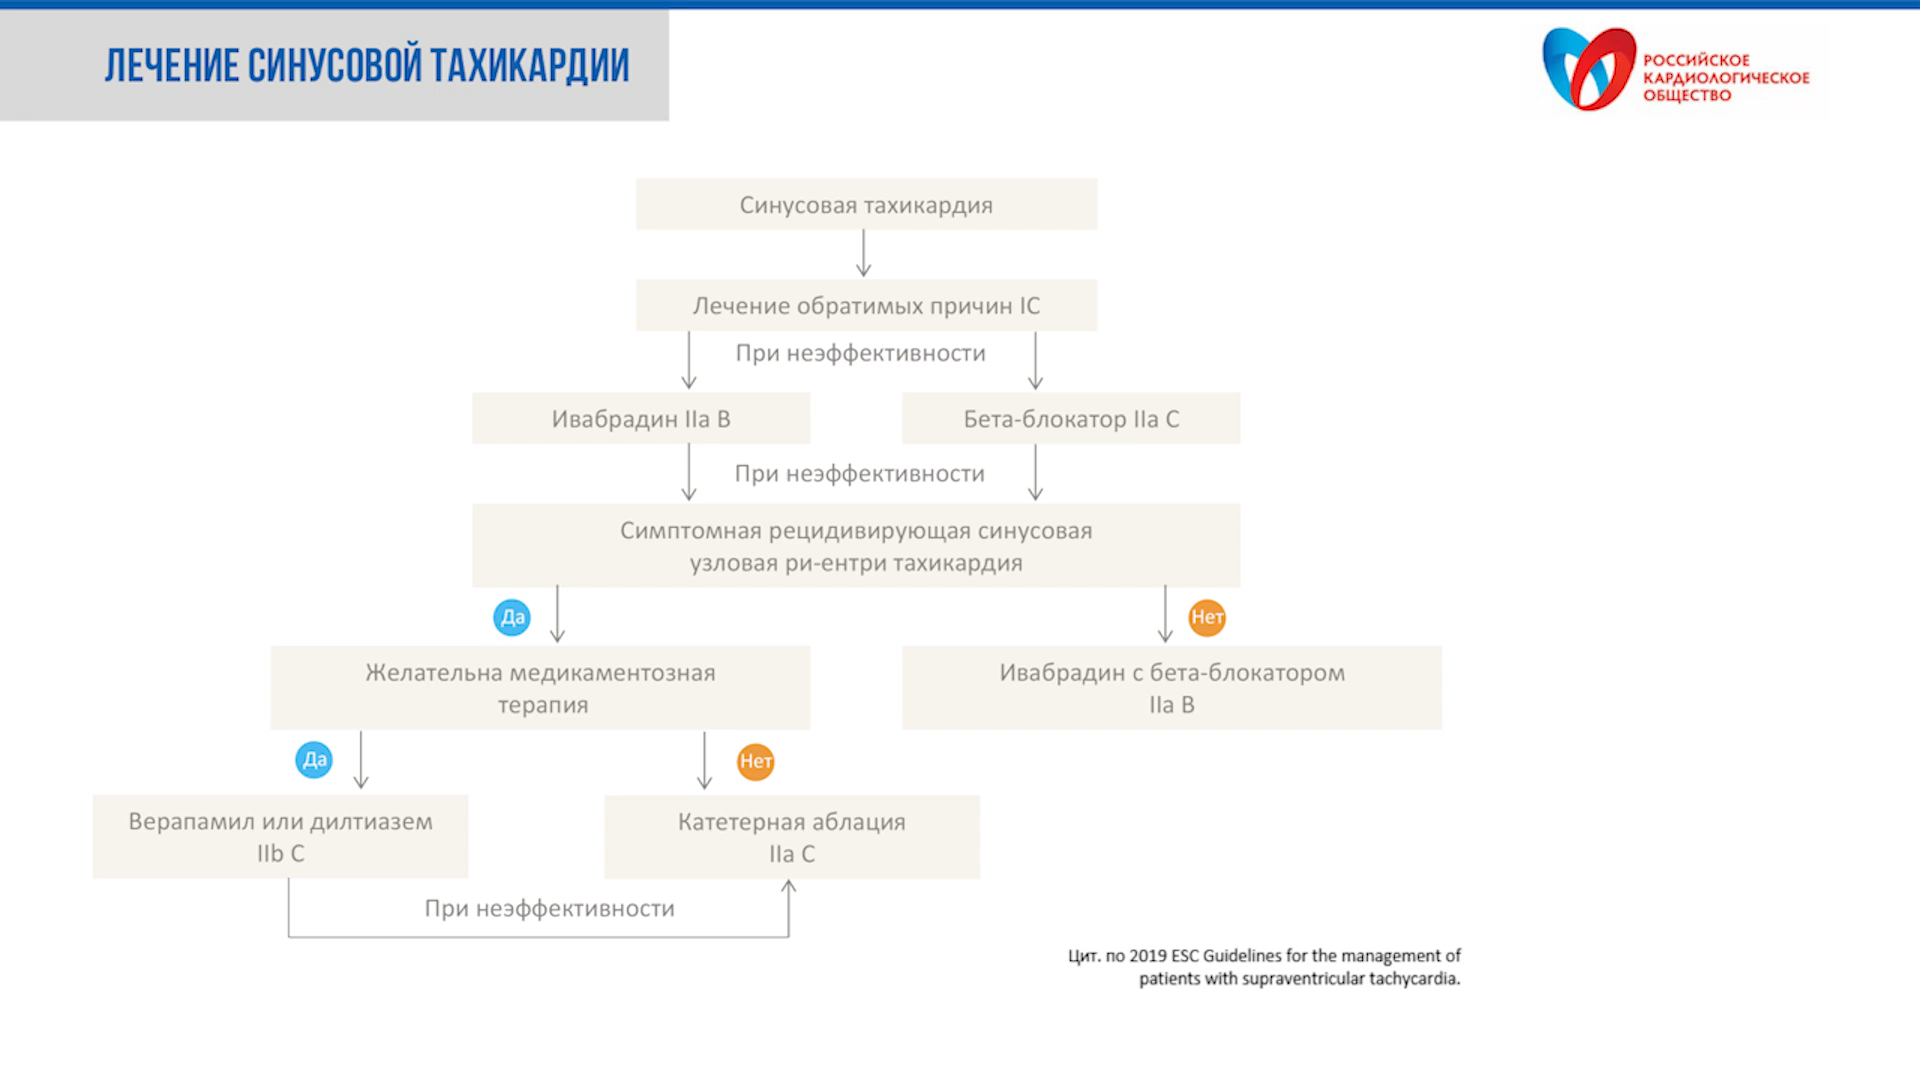 ЛЕЧЕНИЕ СИНУСОВОЙ ТАХИКАРДИИ
РОССИЙСКОЕ
КАРДИОЛОГИЧЕСКОЕ
ОБЩЕСТВО
Синусовая тахикардия
Лечение обратимых причин IC
При неэффективности
Ивабрадин IIa B
Бета-блокатор IIa C
При неэффективности
Симптомная рецидивирующая синусовая
узловая ри-ентри тахикардия
Да
Нет
Желательна медикаментозная
терапия
Ивабрадин с бета-блокатором
IIa B
Да
Нет
Верапамил или дилтиазем
IIb C
Катетерная аблация
IIa C
При неэффективности
Цит. по 2019 ESC Guidelines for the management of
patients with supraventricular tachycardia.